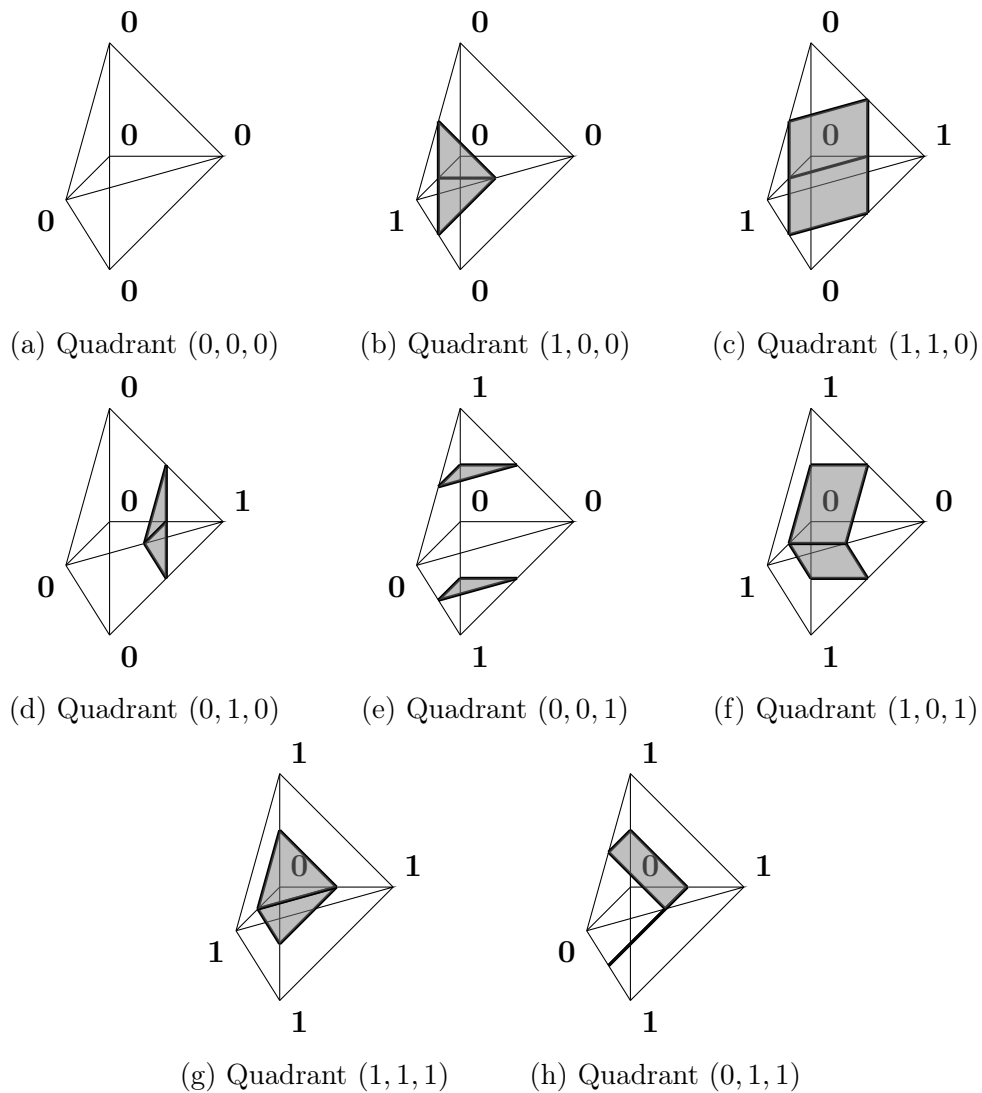 0 0 0
0 0 0 0 0 1
0 1 1
0 0 0
(a) Quadrant (0, 0, 0) (b) Quadrant (1, 0, 0) (c) Quadrant (1, 1, 0)
0 1 1
0 1 0 0 0 0
0 0 1
0 1 1
(d) Quadrant (0, 1, 0) (e) Quadrant (0, 0, 1) (f) Quadrant (1, 0, 1)
1 1
0 1 0 1
1 0
1 1
(g) Quadrant (1, 1, 1) (h) Quadrant (0, 1, 1)